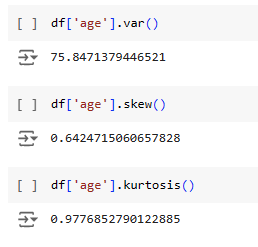 [ ] df['age'].var()
75.8471379446521
[ ] df['age'].skew()
0.6424715060657828
[ ] df['age'].kurtosis()
0.9776852790122885